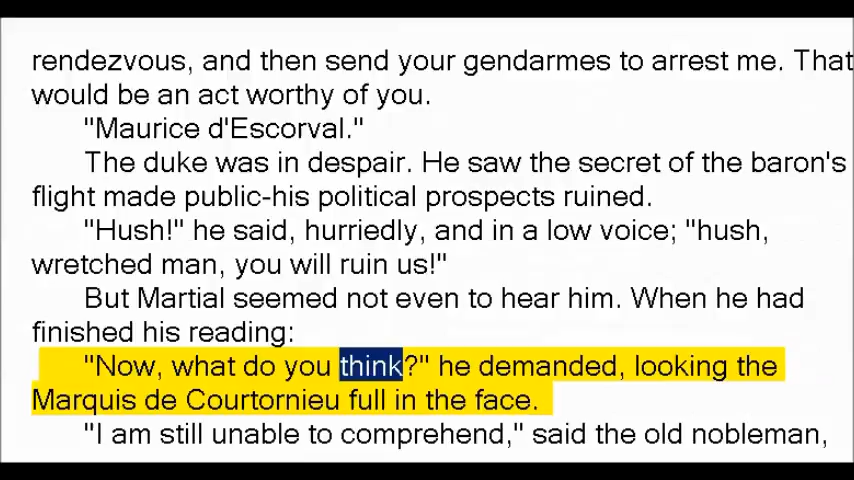 rendezvous, and then send your gendarmes to arrest me. That
would be an act worthy of you.
"Maurice d'Escorval."
The duke was in despair. He saw the secret of the baron's
flight made public-his political prospects ruined.
"Hush!" he said, hurriedly, and in a low voice; "hush,
wretched man, you will ruin us!"
But Martial seemed not even to hear him. When he had
finished his reading:
"Now, what do you think?" he demanded, looking the
Marquis de Courtornieu full in the face.
"I am still unable to comprehend," said the old nobleman,